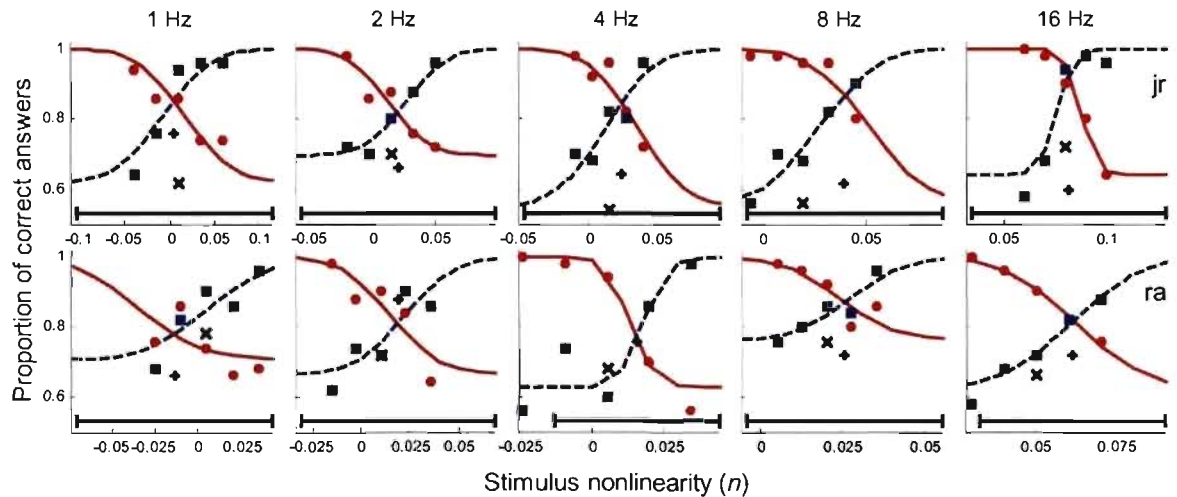 1 Hz 2 Hz 4 Hz 8 Hz 16 Hz
Proportion of correct answers
1
0.8
0.6
jr
-0.1 -0.05 0 0.05 0.1 -0.05 0 0.05 -0.05 0 0.05 0 0.05 0.05 0.1
1
0.8
0.6
ra
-0.05 -0.025 0 0.025 -0.025 0 0.025 0.05 0 0.025 0 0.025 0.05 0.05 0.075
Stimulus nonlinearity (n)